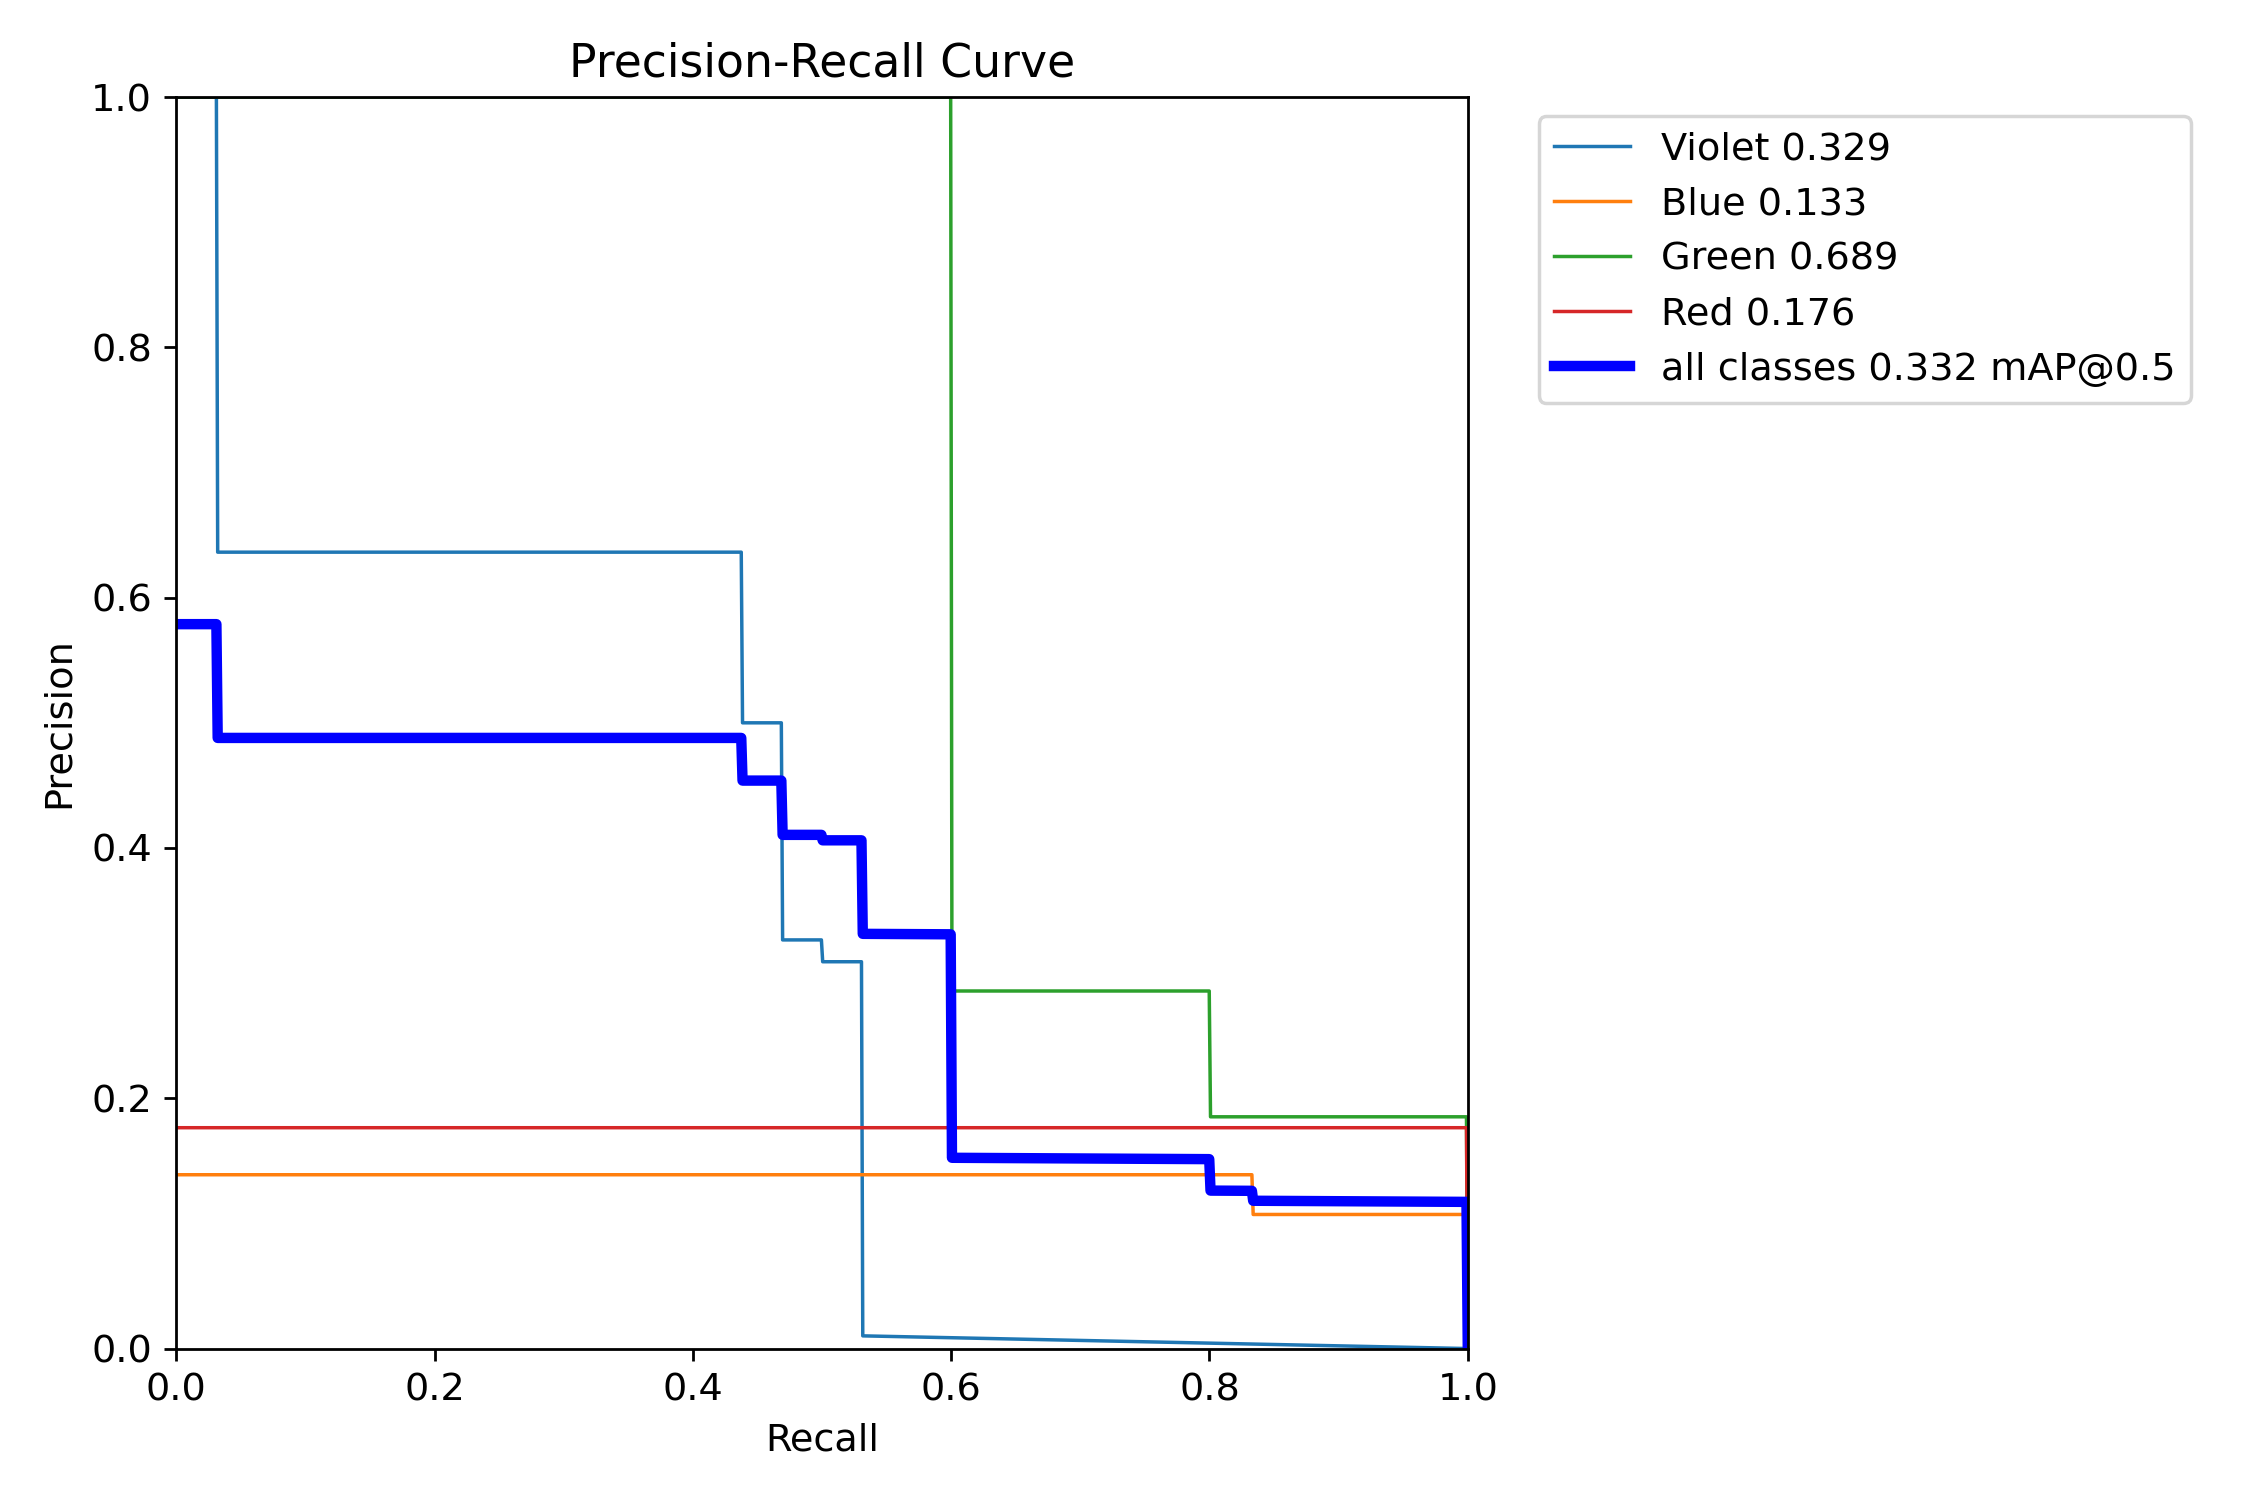 Precision-Recall Curve
1.0
0.8
0.6
0.4
0.2
0.0
Precision
0.0 0.2 0.4 0.6 0.8 1.0
Recall
Violet 0.329
Blue 0.133
Green 0.689
Red 0.176
all classes 0.332 mAP@0.5